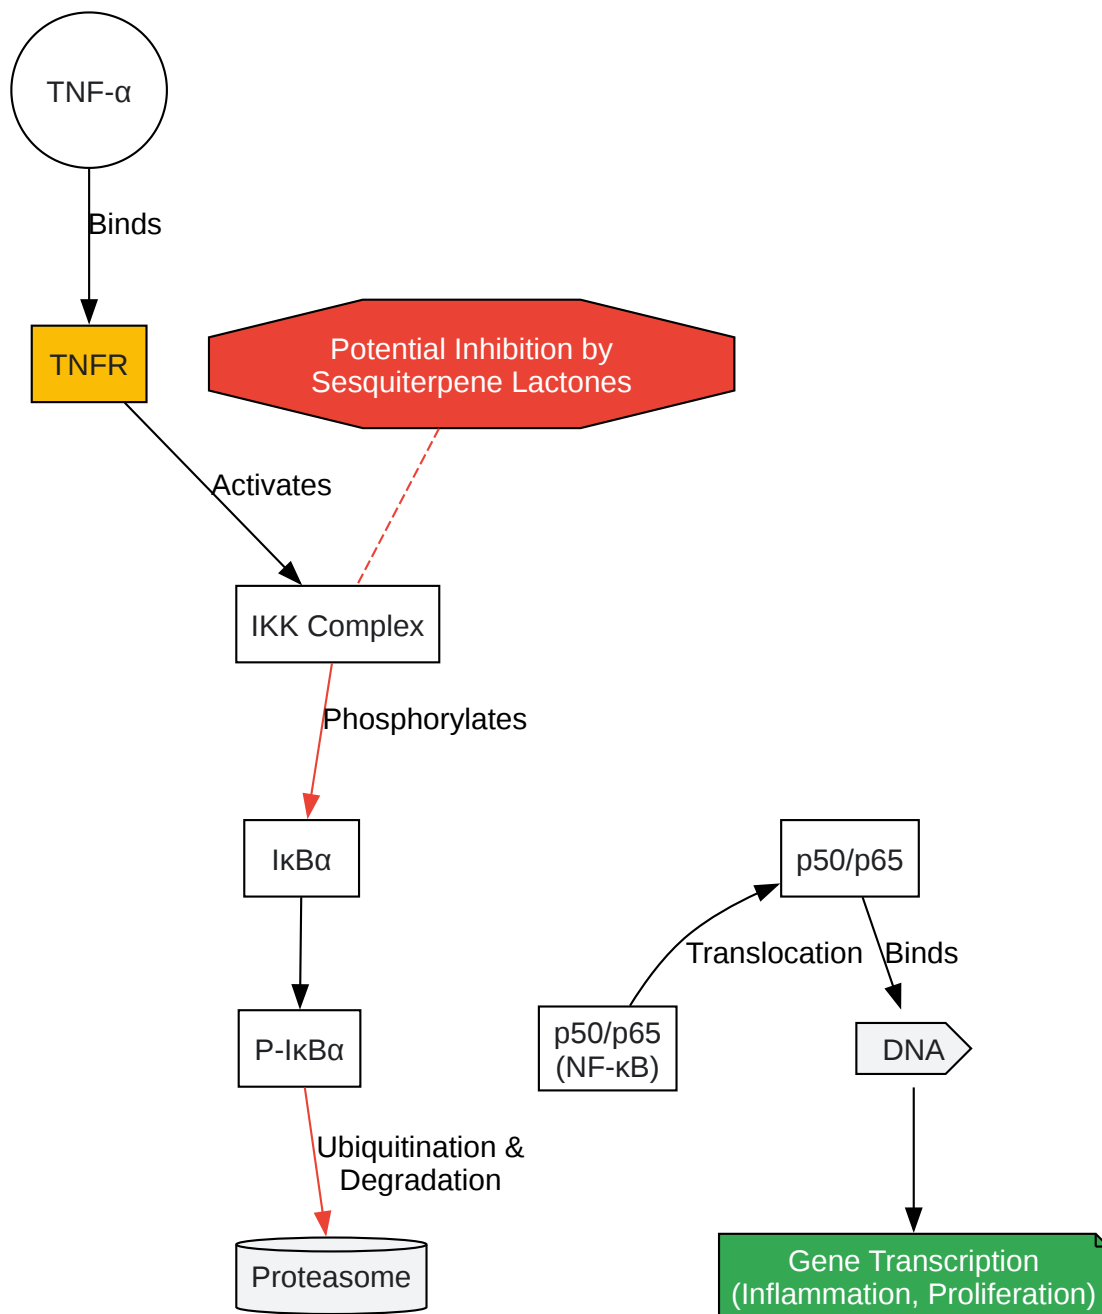 TNF-α
Binds
TNFR
Potential Inhibition by
Sesquiterpene Lactones
Activates
IKK Complex
Phosphorylates
IκBα
p50/p65
Translocation
Binds
P-IκBα
p50/p65
(NF-κB)
DNA
Ubiquitination &
Degradation
Proteasome
Gene Transcription
(Inflammation, Proliferation)